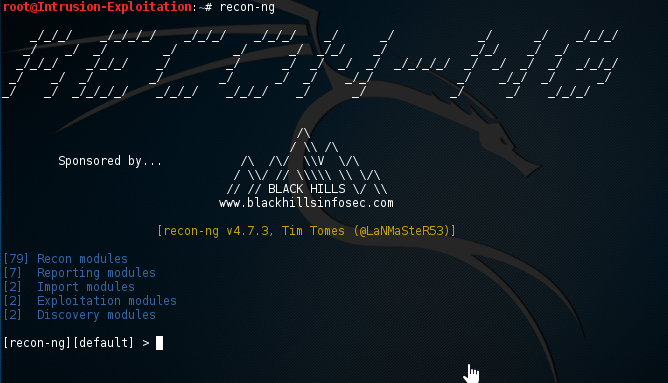 root@Intrusion-Exploitation:~# recon-ng
RECON-NG
Sponsored by...
BLACK HILLS
www.blackhillsinfosec.com
[recon-ng v4.7.3, Tim Tomes (@LaNMaSteR53)]
[79] Recon modules
[7] Reporting modules
[2] Import modules
[2] Exploitation modules
[2] Discovery modules
[recon-ng][default] >